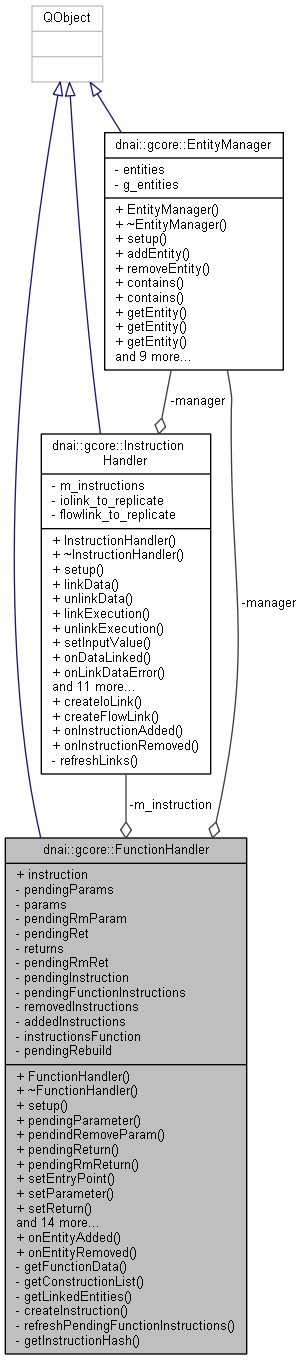 QObject
dnai::gcore::EntityManager
- entities
- g_entities
+ EntityManager()
+ ~EntityManager()
+ setup()
+ addEntity()
+ removeEntity()
+ contains()
+ contains()
+ getEntity()
+ getEntity()
+ getEntity()
and 9 more...
-manager
dnai::gcore::Instruction
Handler
- m_instructions
- iolink_to_replicate
- flowlink_to_replicate
+ InstructionHandler()
+ ~InstructionHandler()
+ setup()
+ linkData()
+ unlinkData()
+ linkExecution()
+ unlinkExecution()
+ setInputValue()
+ onDataLinked()
+ onLinkDataError()
and 11 more...
+ createIoLink()
+ createFlowLink()
+ onInstructionAdded()
+ onInstructionRemoved()
- refreshLinks()
-manager
-m_instruction
dnai::gcore::FunctionHandler
+ instruction
- pendingParams
- params
- pendingRmParam
- pendingRet
- returns
- pendingRmRet
- pendingInstruction
- pendingFunctionInstructions
- removedInstructions
- addedInstructions
- instructionsFunction
- pendingRebuild
+ FunctionHandler()
+ ~FunctionHandler()
+ setup()
+ pendingParameter()
+ pendindRemoveParam()
+ pendingReturn()
+ pendingRmReturn()
+ setEntryPoint()
+ setParameter()
+ setReturn()
and 14 more...
+ onEntityAdded()
+ onEntityRemoved()
- getFunctionData()
- getConstructionList()
- getLinkedEntities()
- createInstruction()
- refreshPendingFunctionInstructions()
- getInstructionHash()